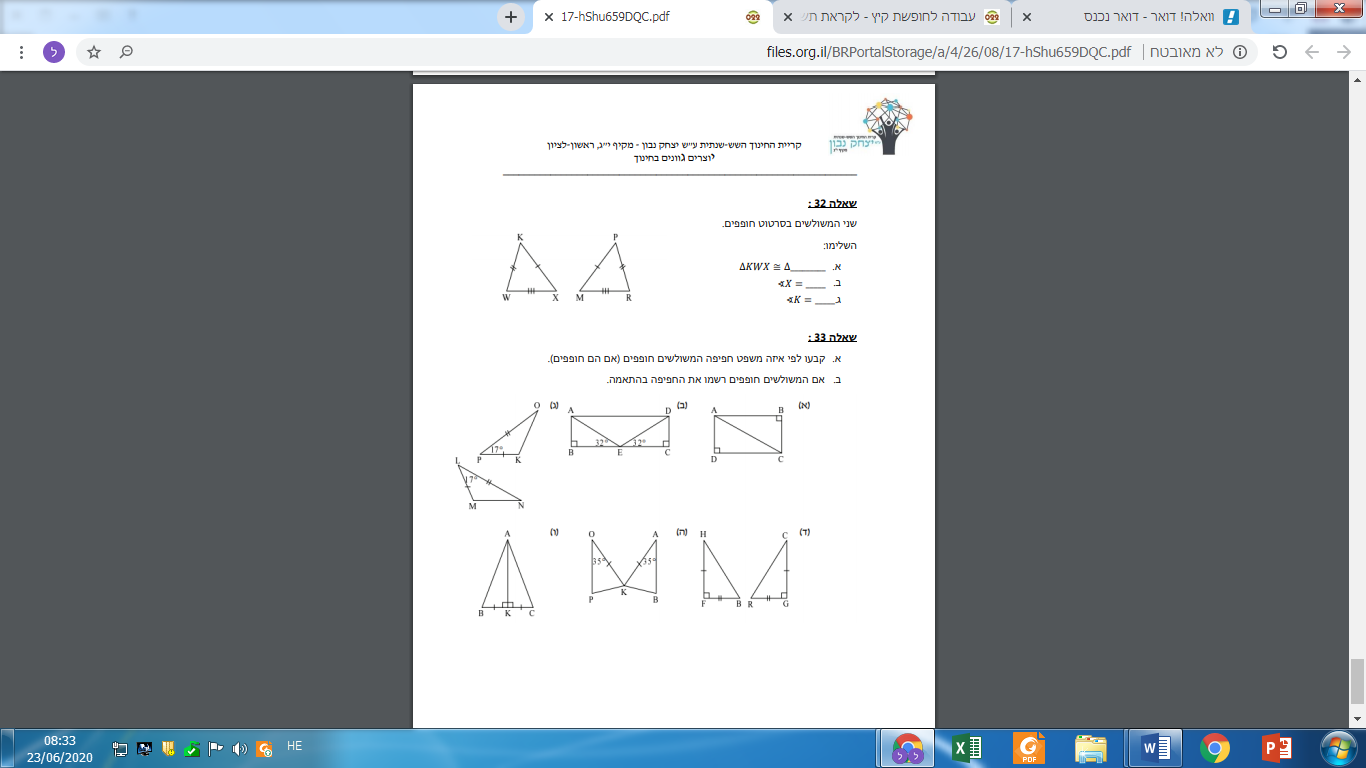 17-hShu659DQC.pdf
עבודה לחופשת קיץ - לקראת
וואלה! דואר - דואר נכנס
ל
files.org.il/BRPortalStorage/a/4/26/08/17-hShu659DQC.pdf
לא מאובטח
קריית החינוך השש-שנתית ע״ש יצחק נבון - מקיף י״ג, ראשון-לציון
יוצרים גוונים בחינוך
יצחק נבון
שאלה 32 :
שני המשולשים בסרטוט חופפים.
השלימו:
א. ΔKWX ≅ Δ______
ב. ∢X = ____
ג. ∢K = ____
K P
W X M R
שאלה 33 :
א. קבעו לפי איזה משפט חפיפה המשולשים חופפים (אם הם חופפים).
ב. אם המשולשים חופפים רשמו את החפיפה בהתאמה.
(א)
A B
D C
(ב)
A D
32° 32°
B E C
(ג)
O
17°
P K
L
17°
M N
(ד)
H C
F B R G
(ה)
O A
35° 35°
P K B
(ו)
A
B K C
08:33
23/06/2020
HE
PDF